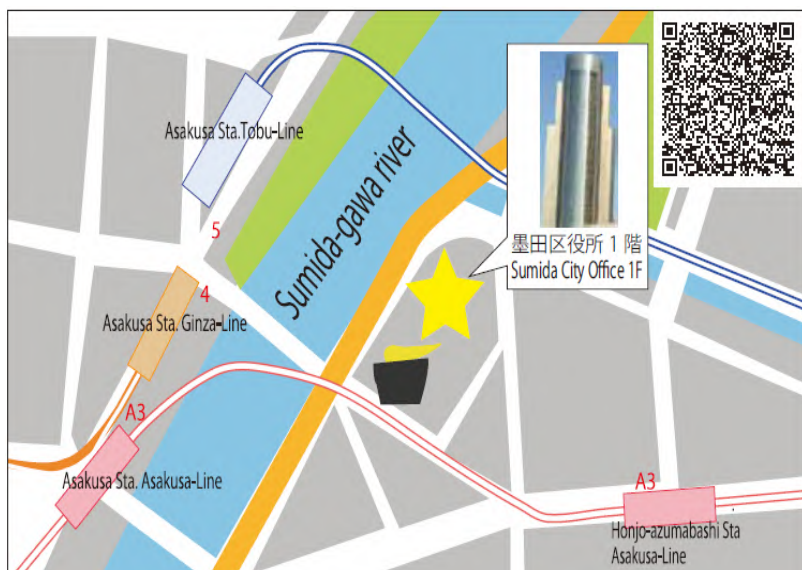 Asakusa Sta.Tobu-Line
5
Sumida-gawa river
墨田区役所 1 階
Sumida City Office 1F
4
Asakusa Sta. Ginza-Line
A3
Asakusa Sta. Asakusa-Line
A3
Honjo-azumabashi Sta
Asakusa-Line